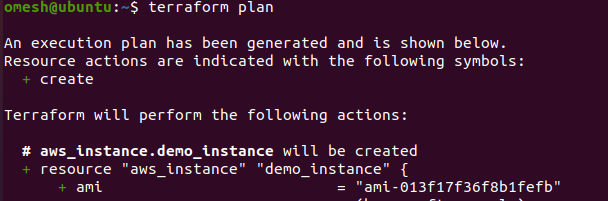 omesh@ubuntu:~$ terraform plan
An execution plan has been generated and is shown below.
Resource actions are indicated with the following symbols:
+ create
Terraform will perform the following actions:
# aws_instance.demo_instance will be created
+ resource "aws_instance" "demo_instance" {
+ ami = "ami-013f17f36f8b1fefb"